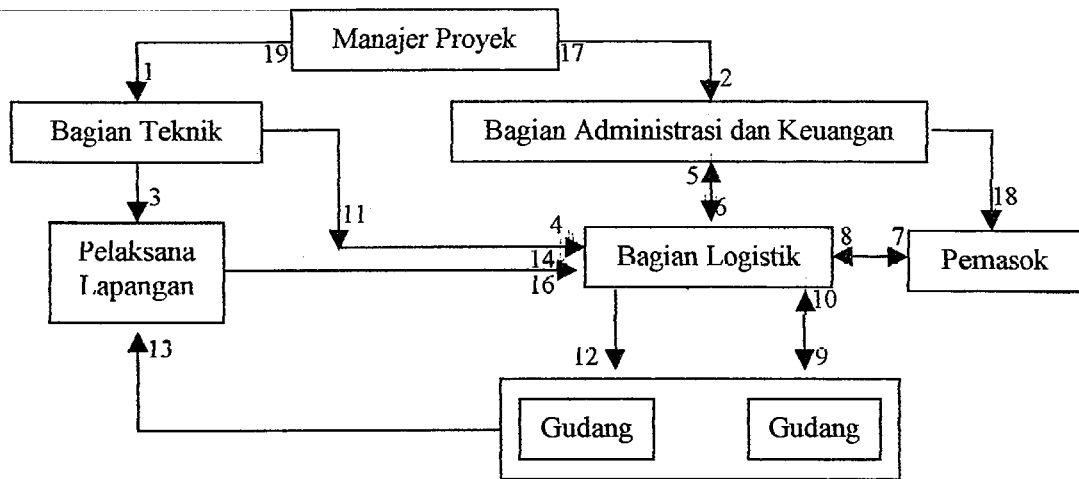 Manajer Proyek
19
17
1
2
Bagian Teknik
Bagian Administrasi dan Keuangan
3
11
5
6
18
Pelaksana
Lapangan
4
14
16
Bagian Logistik
8
7
Pemasok
10
13
12
9
Gudang
Gudang